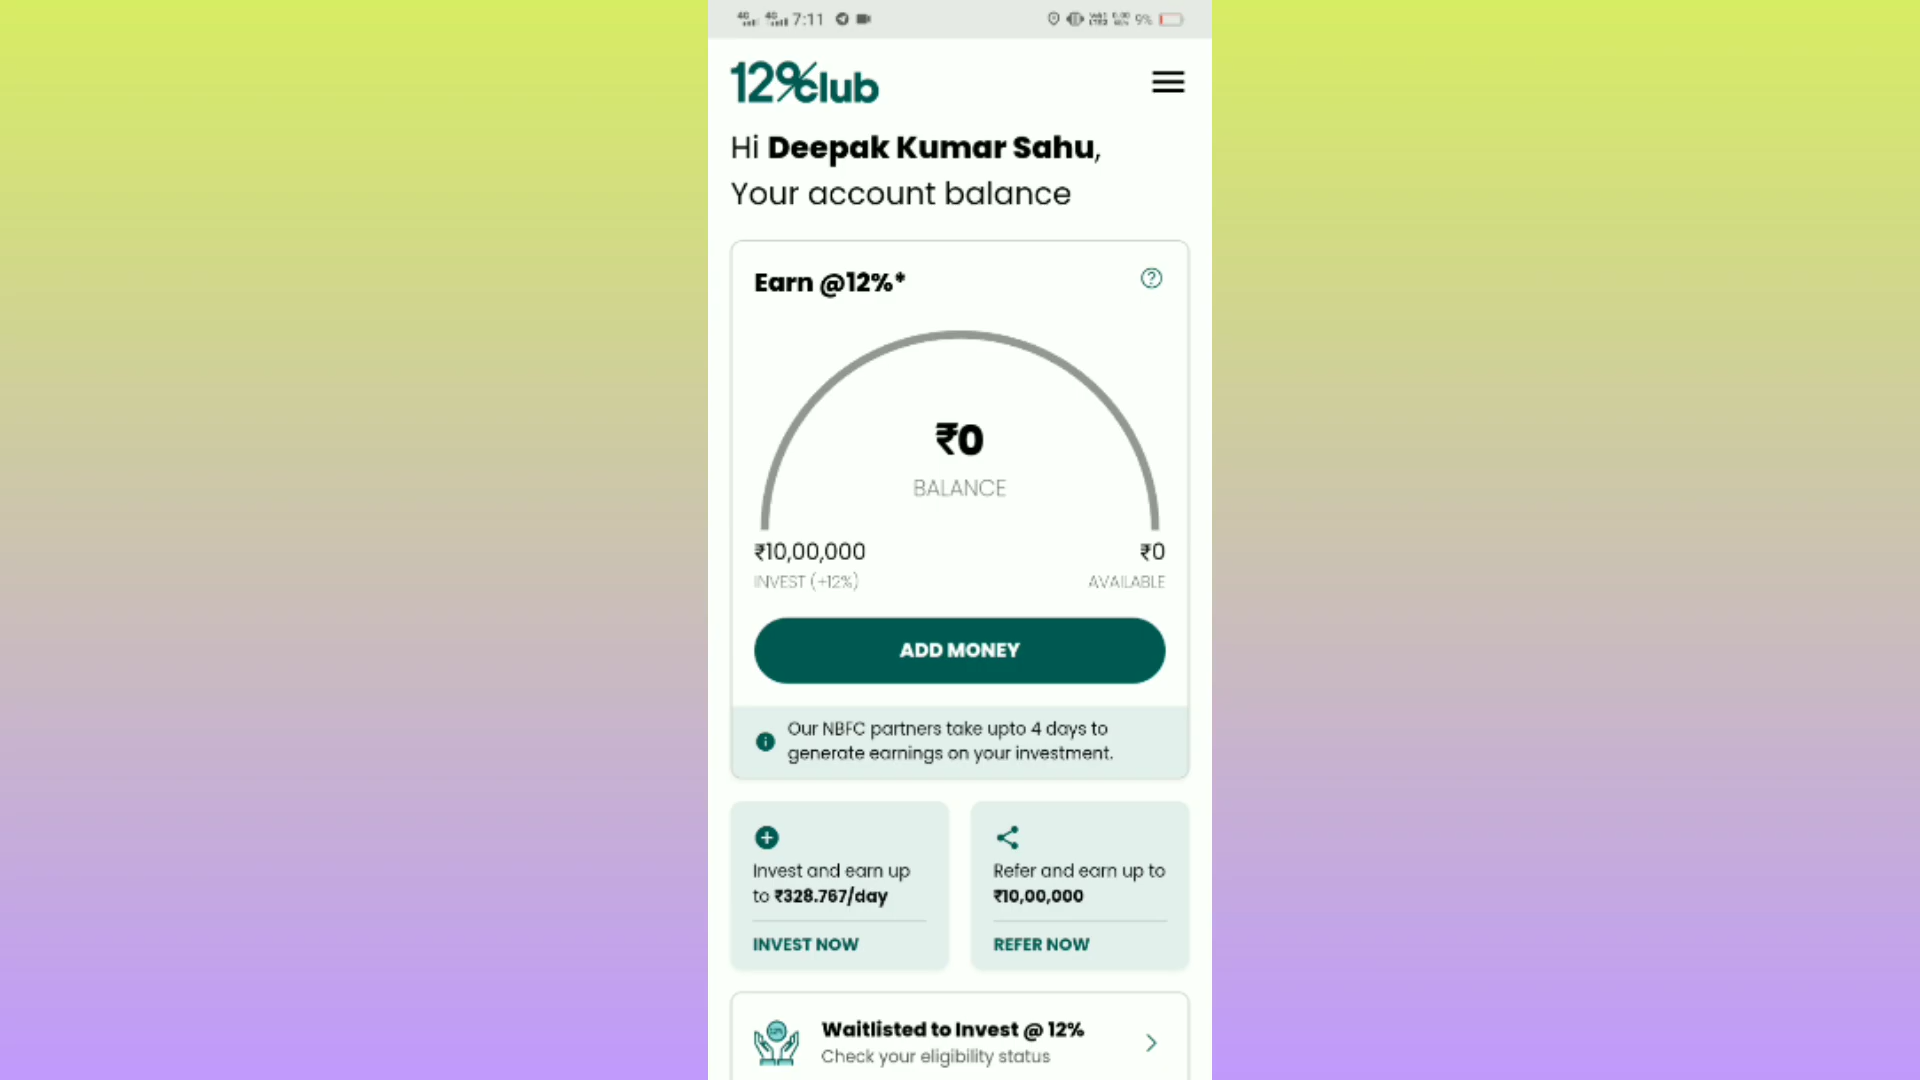 7:11 9%
12%club
Hi Deepak Kumar Sahu,
Your account balance
Earn @12%*
₹0
BALANCE
₹10,00,000 ₹0
INVEST (+12%) AVAILABLE
ADD MONEY
Our NBFC partners take upto 4 days to
generate earnings on your investment.
Invest and earn up
to ₹328.767/day
INVEST NOW
Refer and earn up to
₹10,00,000
REFER NOW
Waitlisted to Invest @ 12%
Check your eligibility status